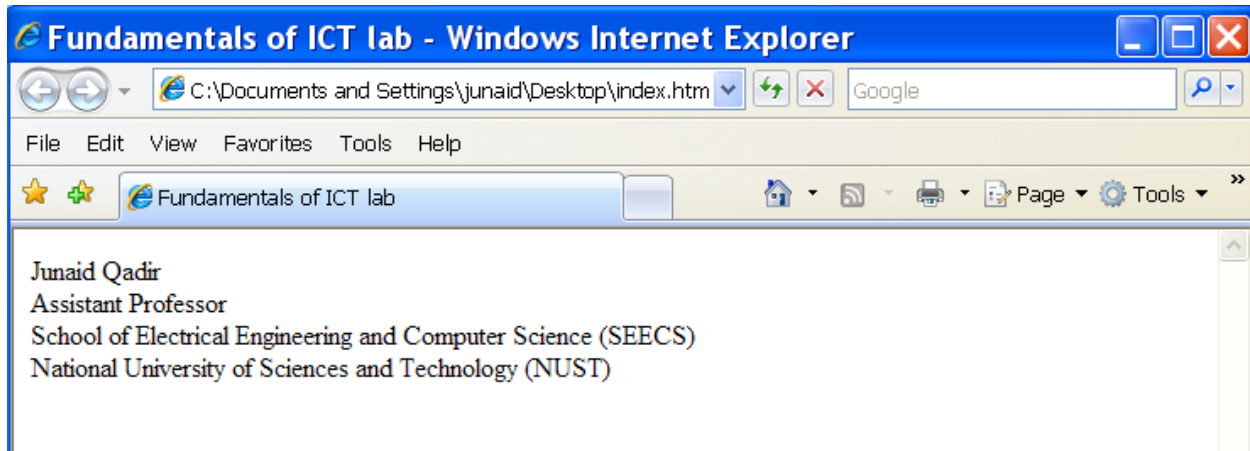 Fundamentals of ICT lab - Windows Internet Explorer
C:\Documents and Settings\junaid\Desktop\index.htm Google
File Edit View Favorites Tools Help
Fundamentals of ICT lab Page Tools »
Junaid Qadir
Assistant Professor
School of Electrical Engineering and Computer Science (SEECS)
National University of Sciences and Technology (NUST)